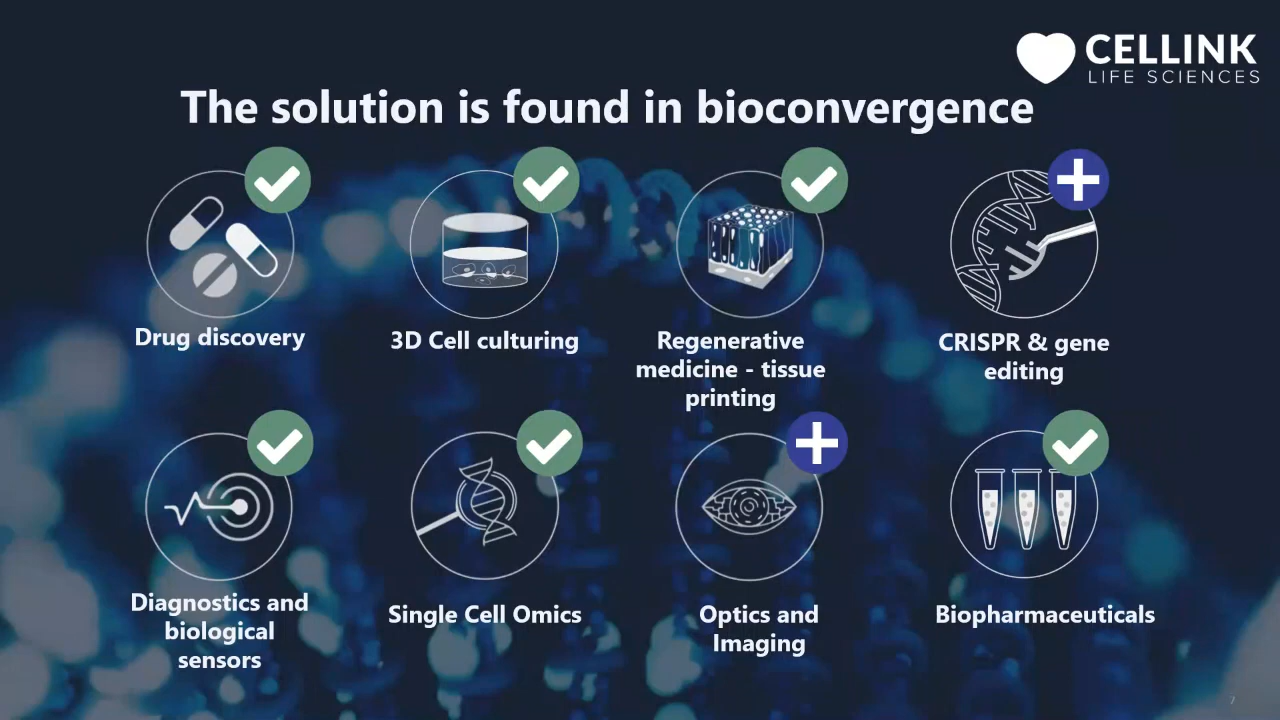 CELLINK
LIFE SCIENCES
The solution is found in bioconvergence
Drug discovery
3D Cell culturing
Regenerative
medicine - tissue
printing
CRISPR & gene
editing
Diagnostics and
biological
sensors
Single Cell Omics
Optics and
Imaging
Biopharmaceuticals
7